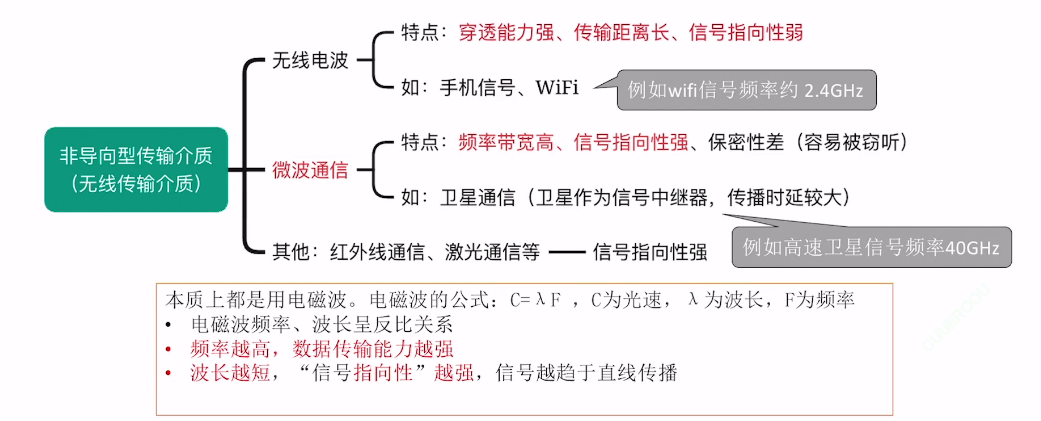 特点：穿透能力强、传输距离长、信号指向性弱
无线电波
如：手机信号、WiFi
例如wifi信号频率约 2.4GHz
非导向型传输介质
（无线传输介质）
特点：频率带宽高、信号指向性强、保密性差（容易被窃听）
微波通信
如：卫星通信（卫星作为信号中继器，传播时延较大）
例如高速卫星信号频率40GHz
其他：红外线通信、激光通信等
信号指向性强
本质上都是用电磁波。电磁波的公式：C=λF ，C为光速，λ为波长，F为频率
• 电磁波频率、波长呈反比关系
• 频率越高，数据传输能力越强
• 波长越短，“信号指向性”越强，信号越趋于直线传播